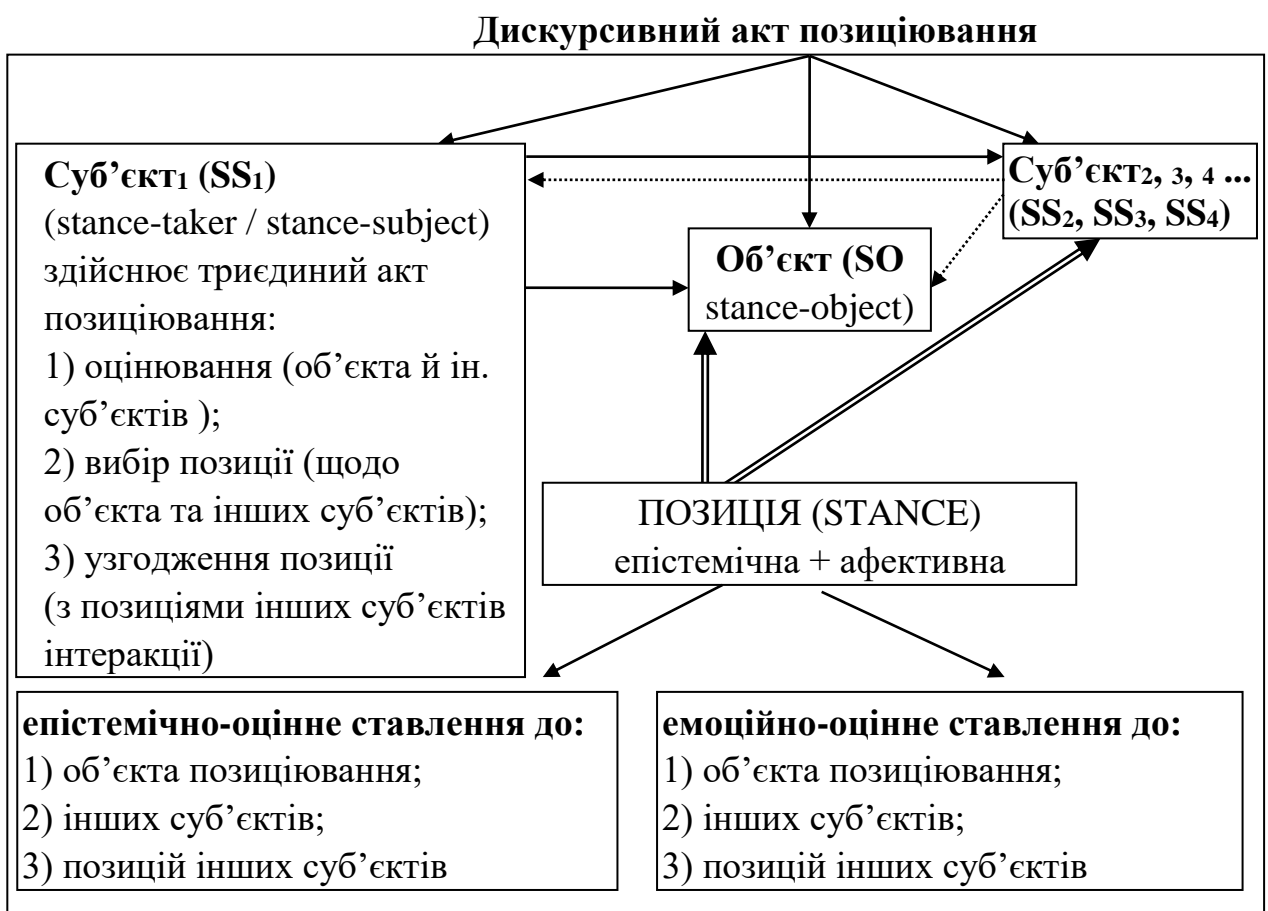 Дискурсивний акт позиціювання
Суб’єкт₁ (SS₁)
(stance-taker / stance-subject)
здійснює триєдиний акт
позиціювання:
1) оцінювання (об’єкта й ін.
суб’єктів );
2) вибір позиції (щодо
об’єкта та інших суб’єктів);
3) узгодження позиції
(з позиціями інших суб’єктів
інтеракції)
Суб’єкт₂, ₃, ₄ ...
(SS₂, SS₃, SS₄)
Об’єкт (SO
stance-object)
ПОЗИЦІЯ (STANCE)
епістемічна + афективна
епістемічно-оцінне ставлення до:
1) об’єкта позиціювання;
2) інших суб’єктів;
3) позицій інших суб’єктів
емоційно-оцінне ставлення до:
1) об’єкта позиціювання;
2) інших суб’єктів;
3) позицій інших суб’єктів